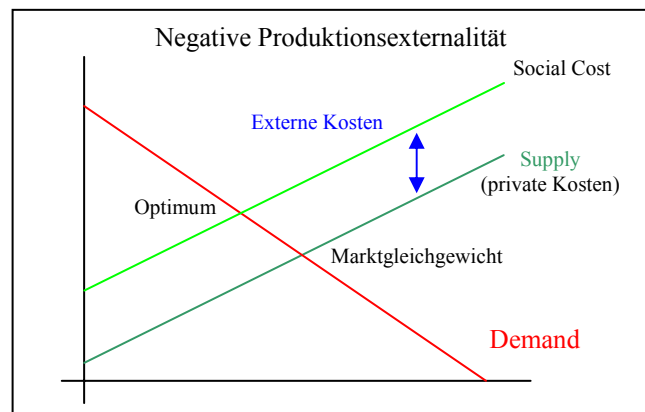 Negative Produktionsexternalität
Social Cost
Externe Kosten
Supply
(private Kosten)
Optimum
Marktgleichgewicht
Demand